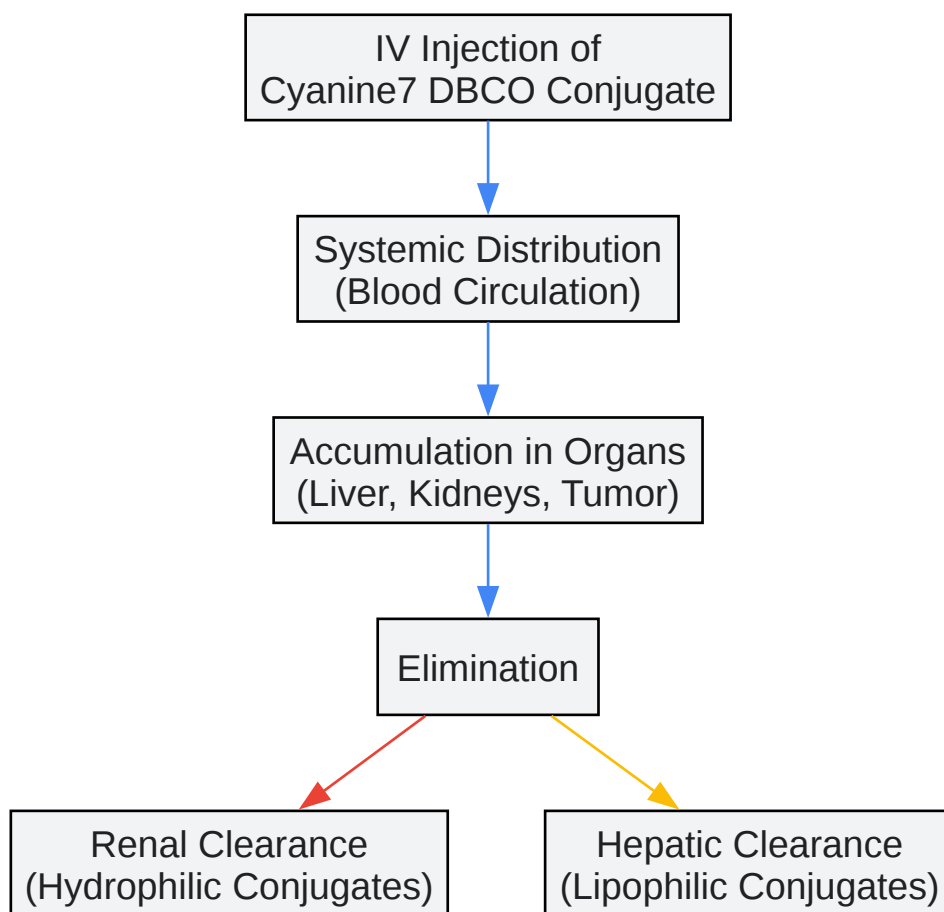 IV Injection of
Cyanine7 DBCO Conjugate
Systemic Distribution
(Blood Circulation)
Accumulation in Organs
(Liver, Kidneys, Tumor)
Elimination
Renal Clearance
(Hydrophilic Conjugates)
Hepatic Clearance
(Lipophilic Conjugates)